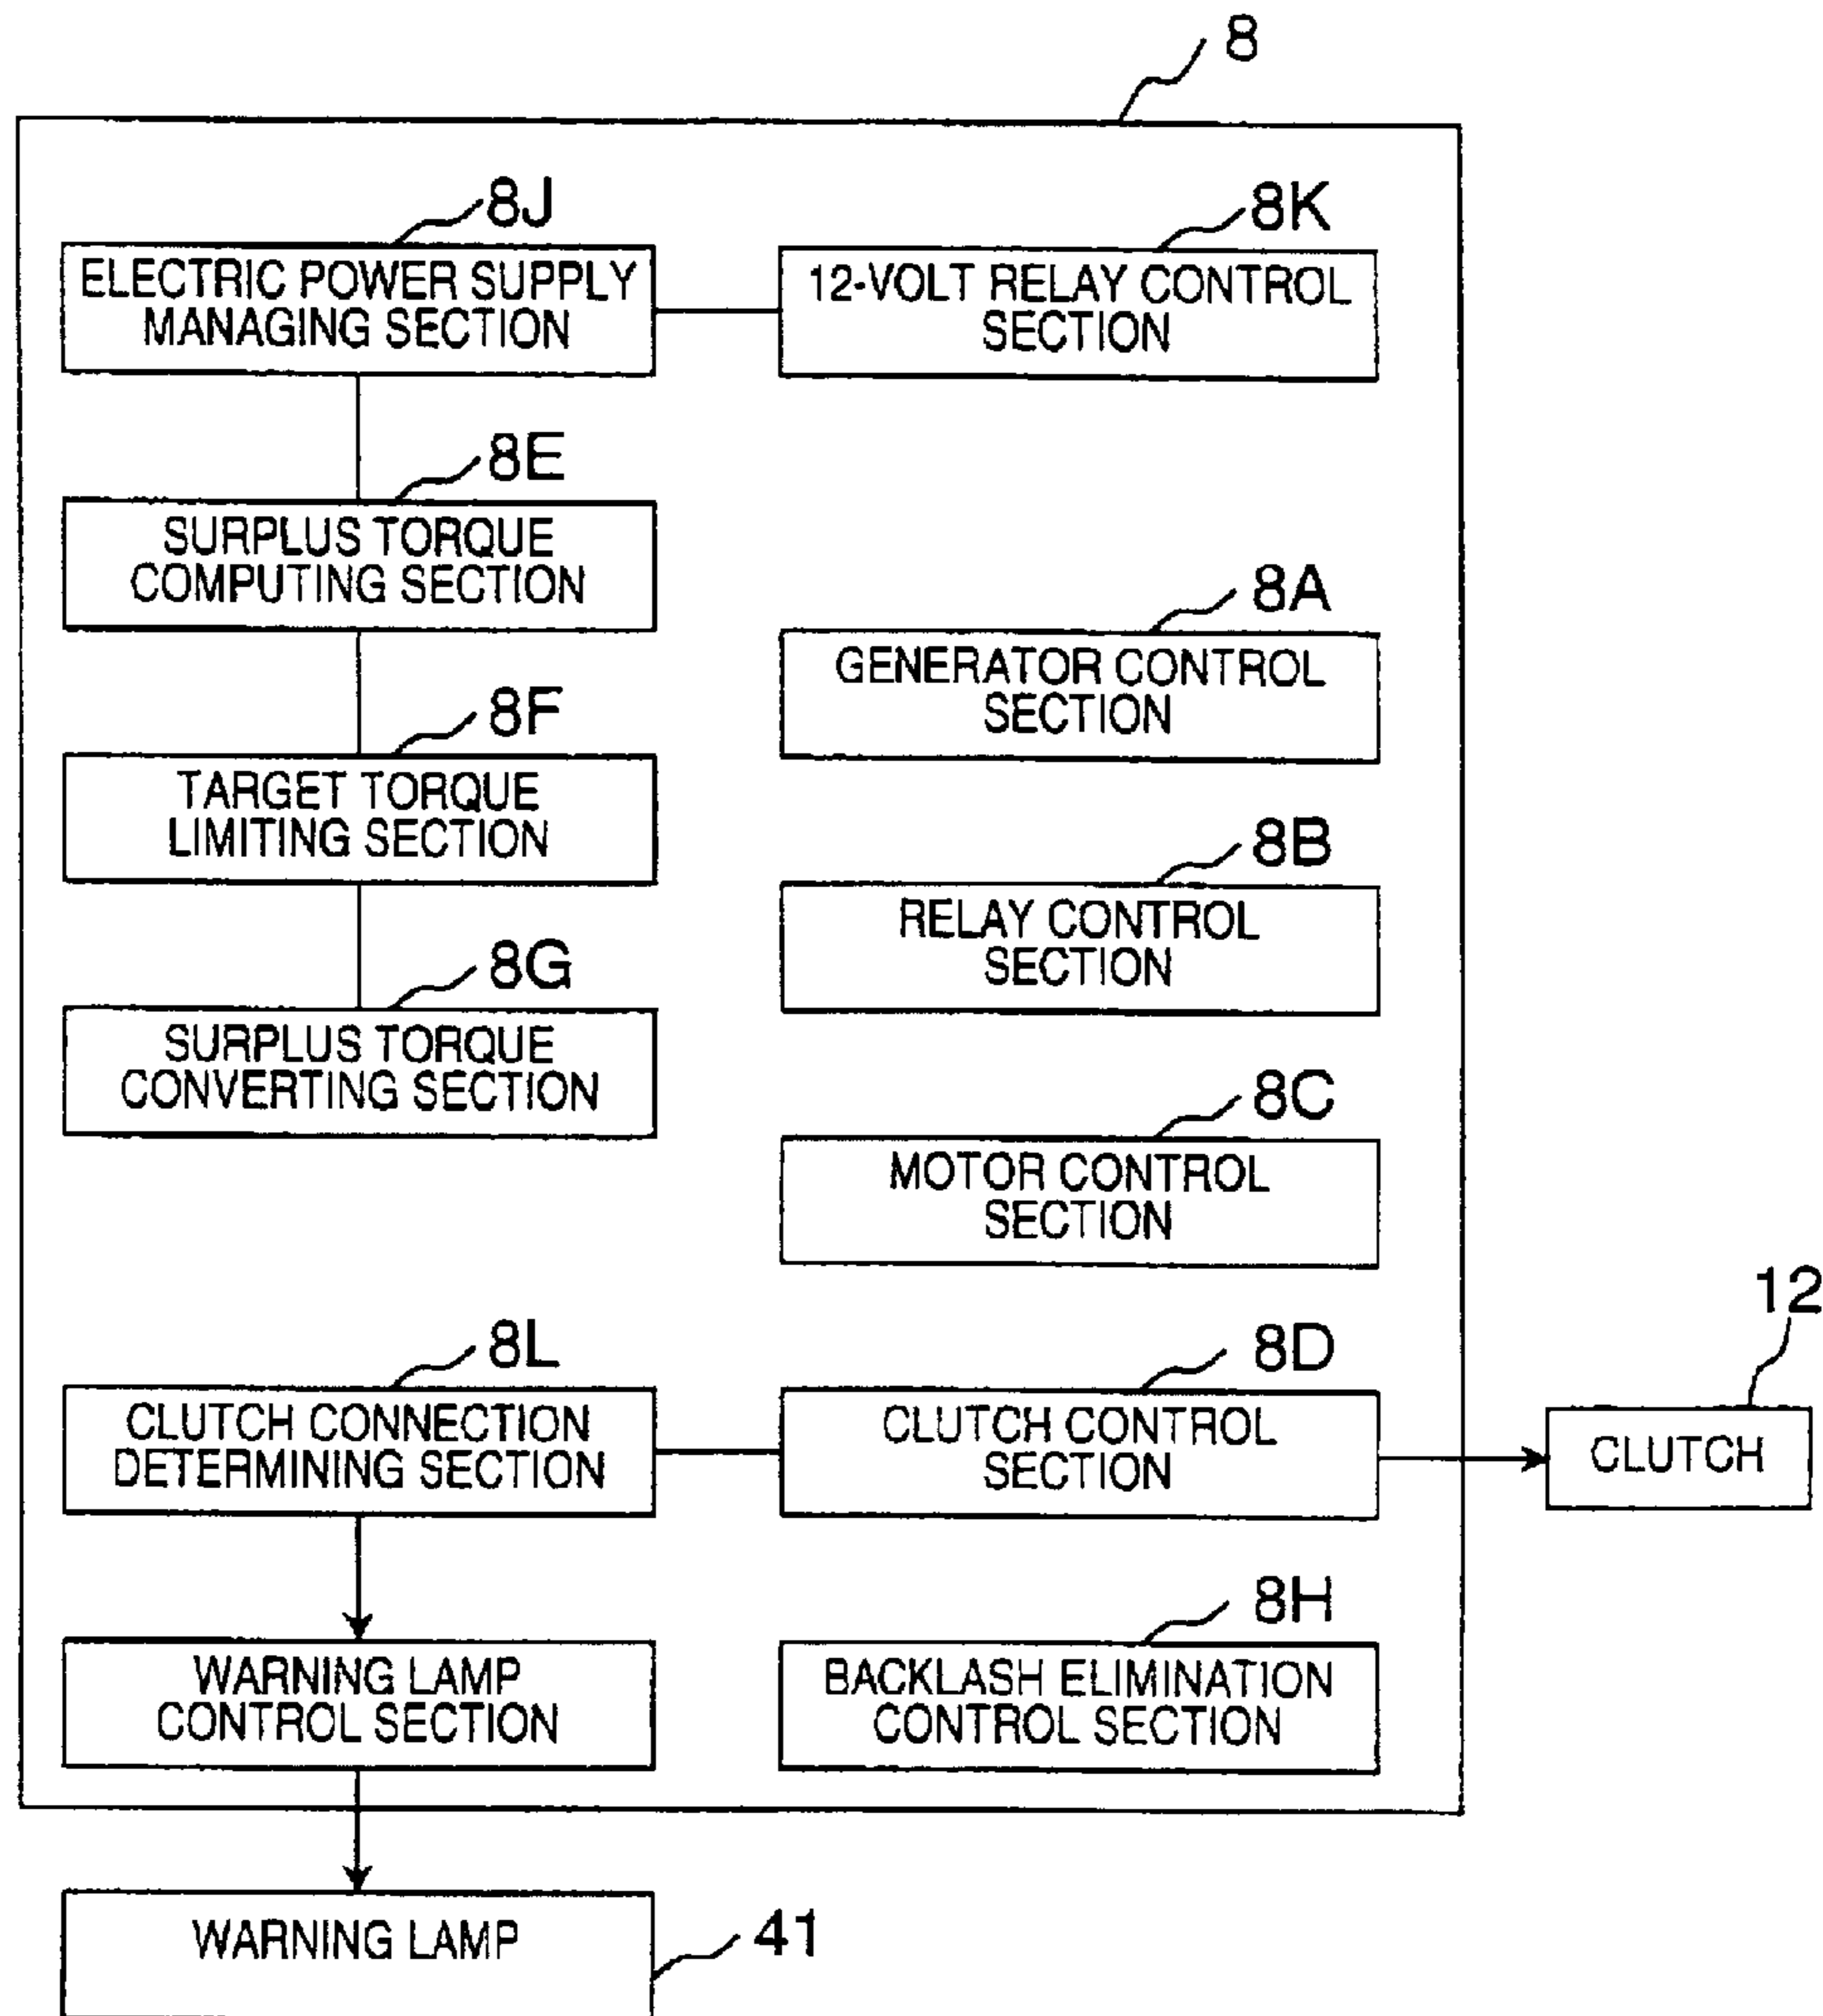 8
8J
ELECTRIC POWER SUPPLY
MANAGING SECTION
8K
12-VOLT RELAY CONTROL
SECTION
8E
SURPLUS TORQUE
COMPUTING SECTION
8A
GENERATOR CONTROL
SECTION
8F
TARGET TORQUE
LIMITING SECTION
8B
RELAY CONTROL
SECTION
8G
SURPLUS TORQUE
CONVERTING SECTION
8C
MOTOR CONTROL
SECTION
8L
CLUTCH CONNECTION
DETERMINING SECTION
8D
CLUTCH CONTROL
SECTION
12
CLUTCH
WARNING LAMP
CONTROL SECTION
8H
BACKLASH ELIMINATION
CONTROL SECTION
WARNING LAMP
41